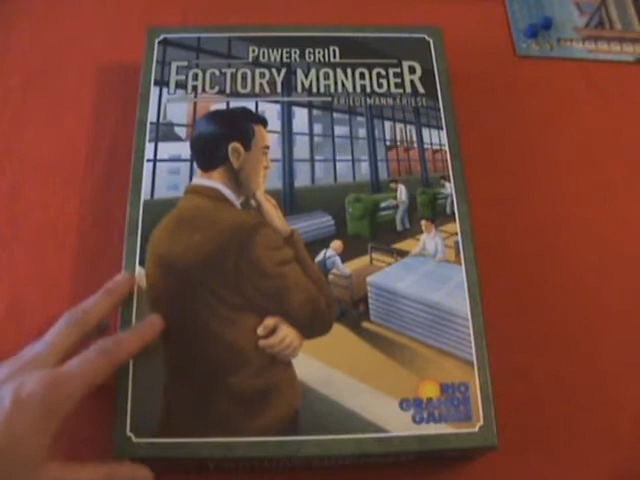 POWER GRID
FACTORY MANAGER
FRIEDEMANN FRIESE
RIO
GRANDE
GAMES